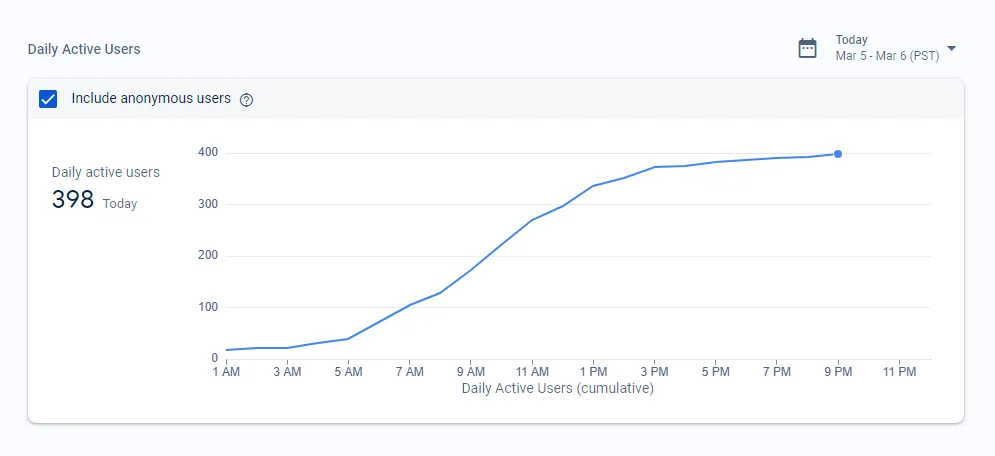 Daily Active Users
Today
Mar 5 - Mar 6 (PST)
Include anonymous users
Daily active users
398 Today
400
300
200
100
0
1 AM 3 AM 5 AM 7 AM 9 AM 11 AM 1 PM 3 PM 5 PM 7 PM 9 PM 11 PM
Daily Active Users (cumulative)